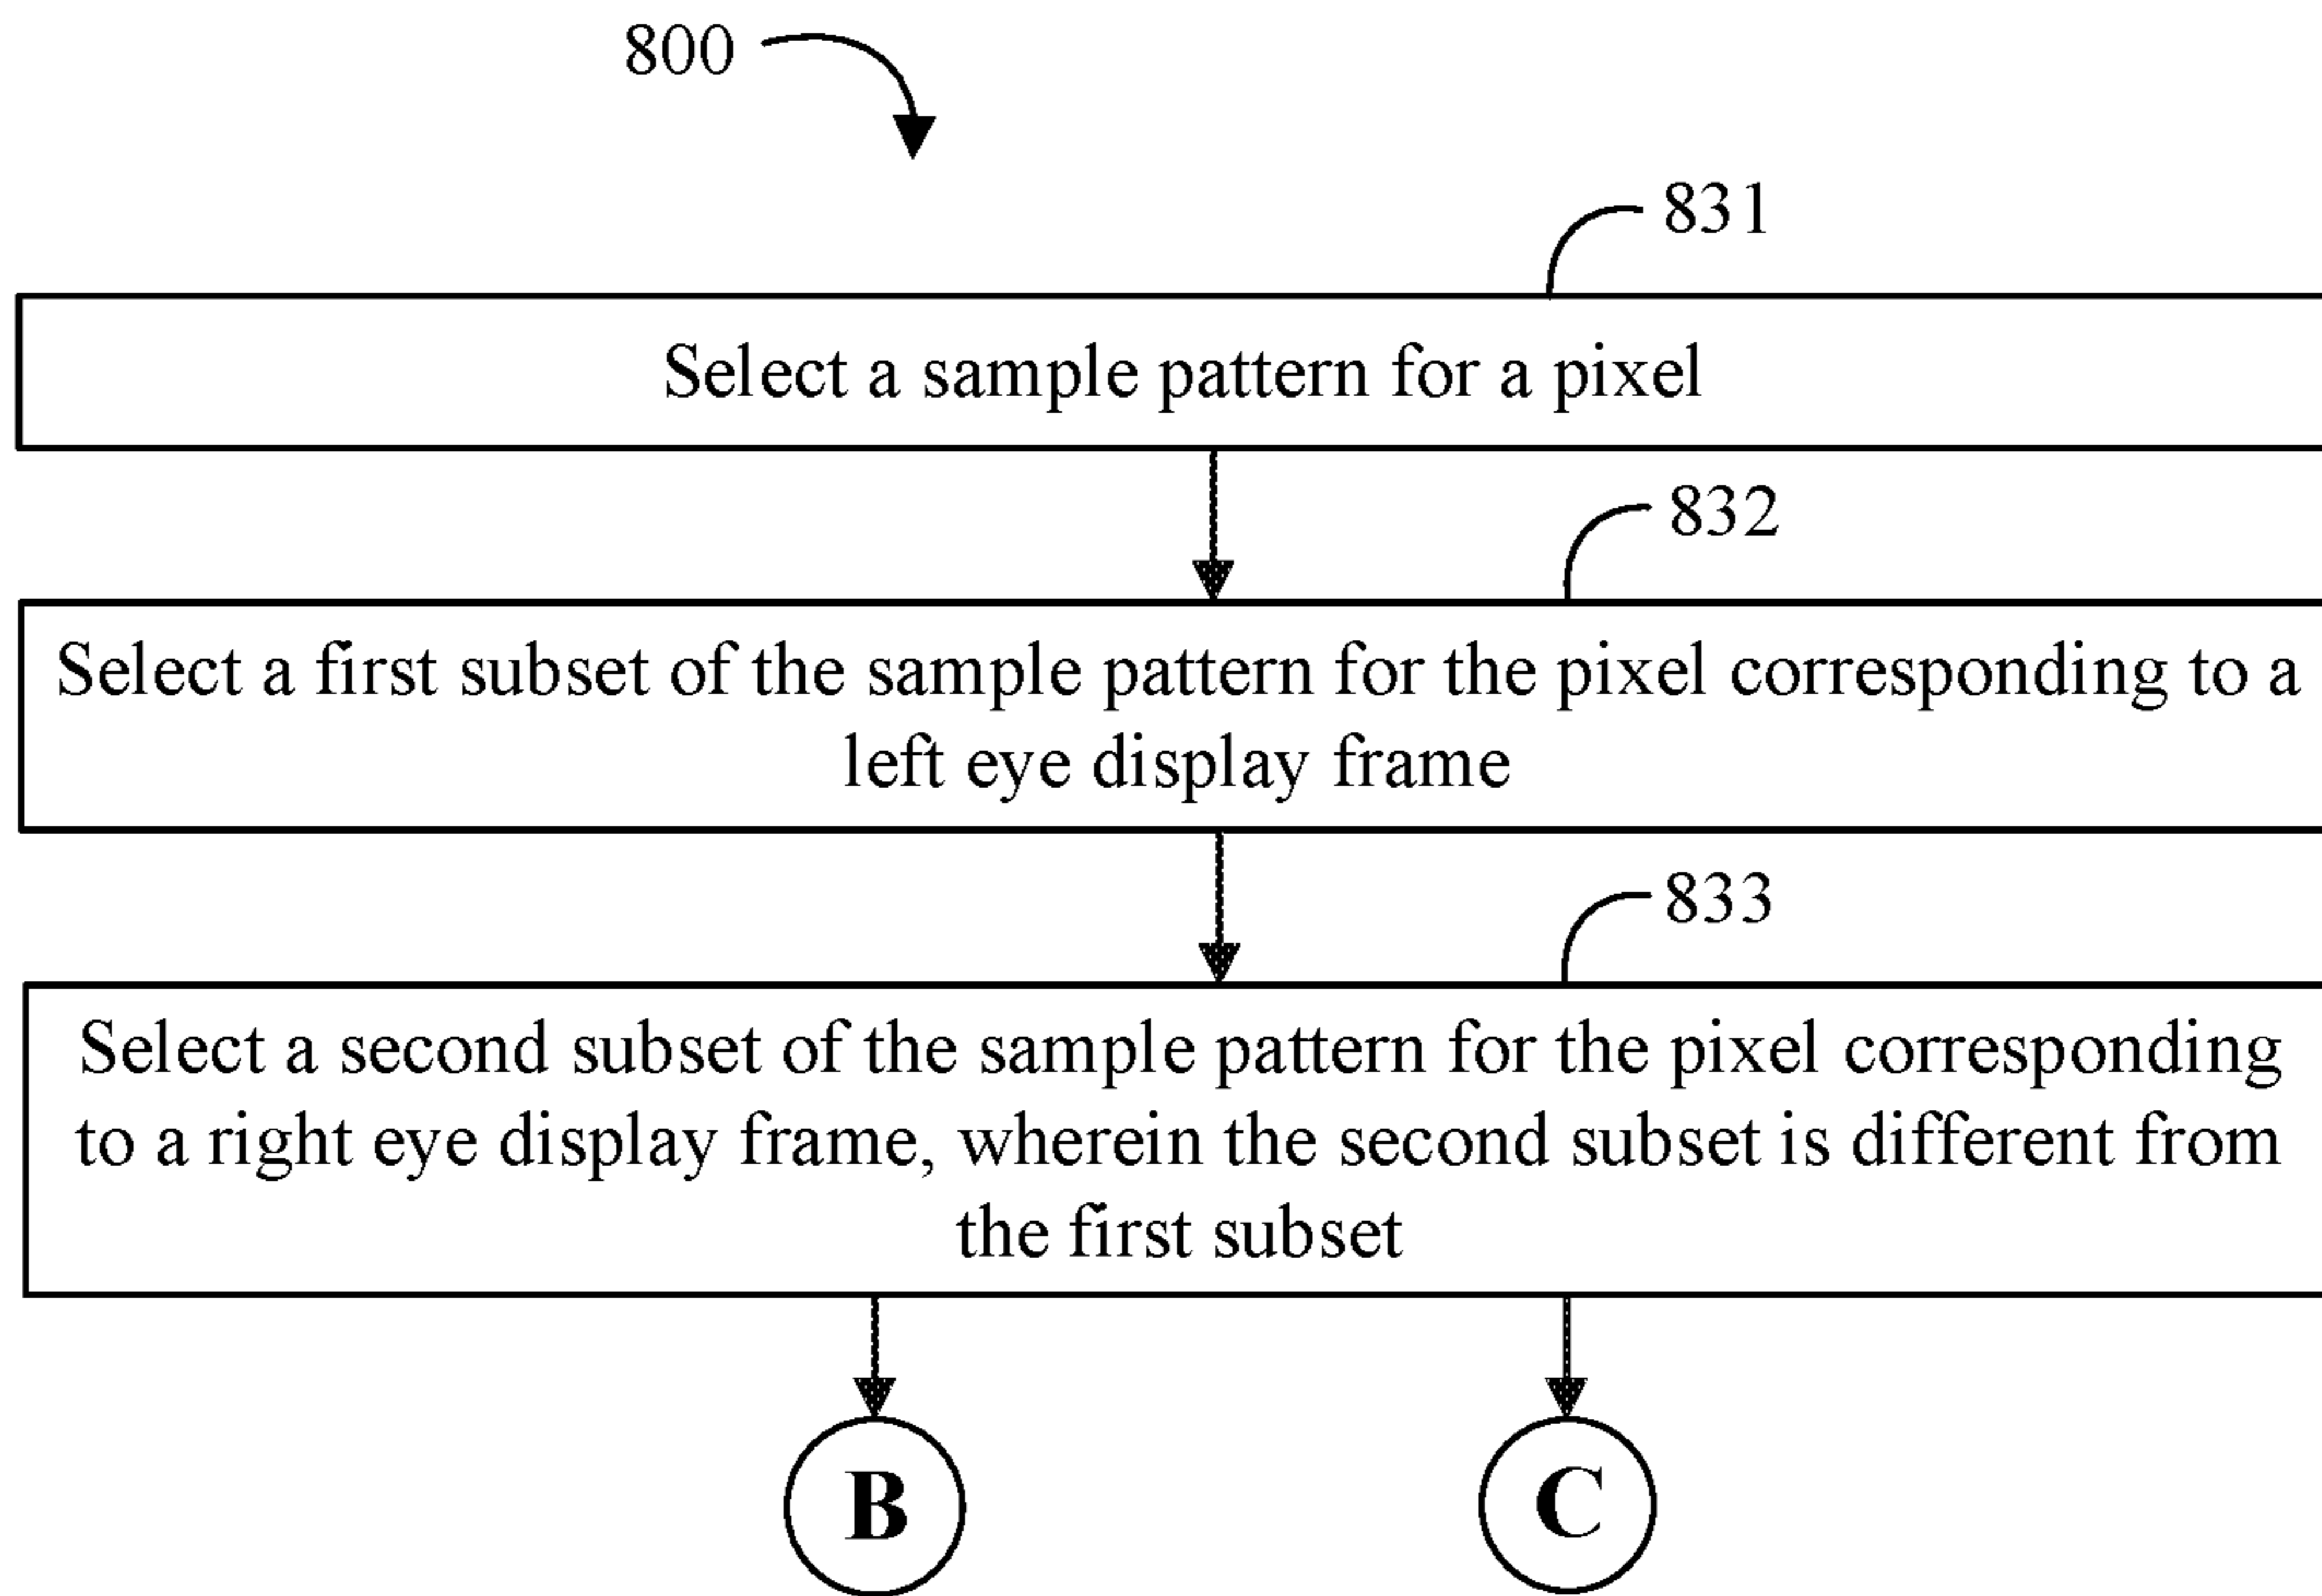 800
831
Select a sample pattern for a pixel
832
Select a first subset of the sample pattern for the pixel corresponding to a
left eye display frame
833
Select a second subset of the sample pattern for the pixel corresponding
to a right eye display frame, wherein the second subset is different from
the first subset
B
C